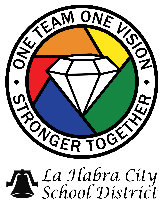 ONE TEAM ONE VISION
STRONGER TOGETHER
La Habra City
School District